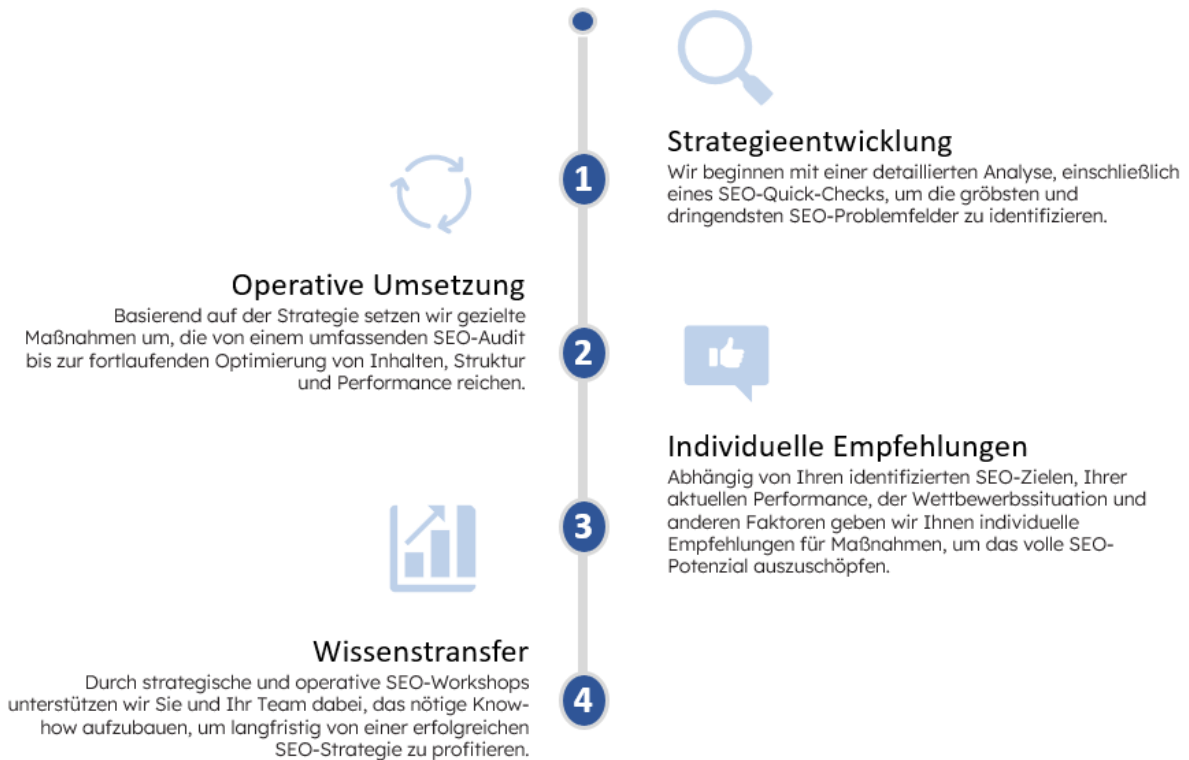 Strategieentwicklung
Wir beginnen mit einer detaillierten Analyse, einschließlich
eines SEO-Quick-Checks, um die gröbsten und
dringendsten SEO-Problemfelder zu identifizieren.
1
Operative Umsetzung
Basierend auf der Strategie setzen wir gezielte
Maßnahmen um, die von einem umfassenden SEO-Audit
bis zur fortlaufenden Optimierung von Inhalten, Struktur
und Performance reichen.
2
Individuelle Empfehlungen
Abhängig von Ihren identifizierten SEO-Zielen, Ihrer
aktuellen Performance, der Wettbewerbssituation und
anderen Faktoren geben wir Ihnen individuelle
Empfehlungen für Maßnahmen, um das volle SEO-
Potenzial auszuschöpfen.
3
Wissenstransfer
Durch strategische und operative SEO-Workshops
unterstützen wir Sie und Ihr Team dabei, das nötige Know-
how aufzubauen, um langfristig von einer erfolgreichen
SEO-Strategie zu profitieren.
4